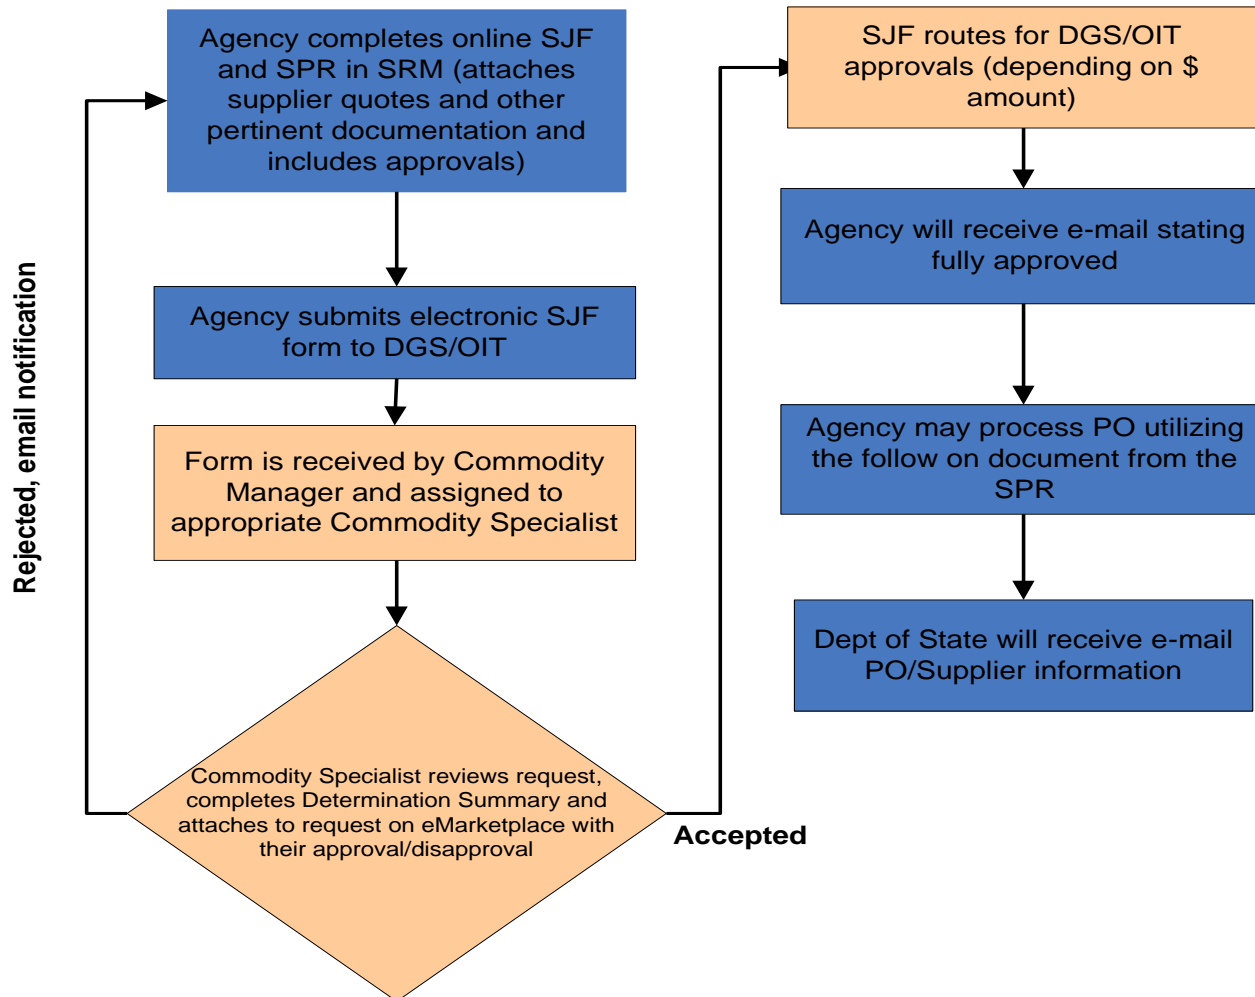 Agency completes online SJF
and SPR in SRM (attaches
supplier quotes and other
pertinent documentation and
includes approvals)
Agency submits electronic SJF
form to DGS/OIT
Form is received by Commodity
Manager and assigned to
appropriate Commodity Specialist
Commodity Specialist reviews request,
completes Determination Summary and
attaches to request on eMarketplace with
their approval/disapproval
Rejected, email notification
Accepted
SJF routes for DGS/OIT
approvals (depending on $
amount)
Agency will receive e-mail stating
fully approved
Agency may process PO utilizing
the follow on document from the
SPR
Dept of State will receive e-mail
PO/Supplier information